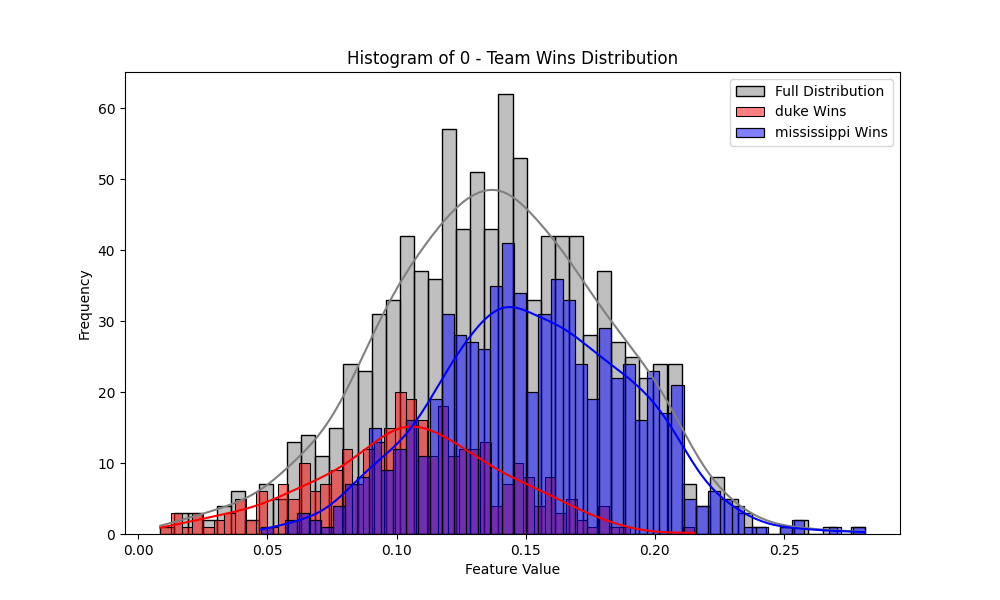 Histogram of 0 - Team Wins Distribution
Full Distribution
duke Wins
mississippi Wins
Frequency
60
50
40
30
20
10
0
0.00 0.05 0.10 0.15 0.20 0.25
Feature Value